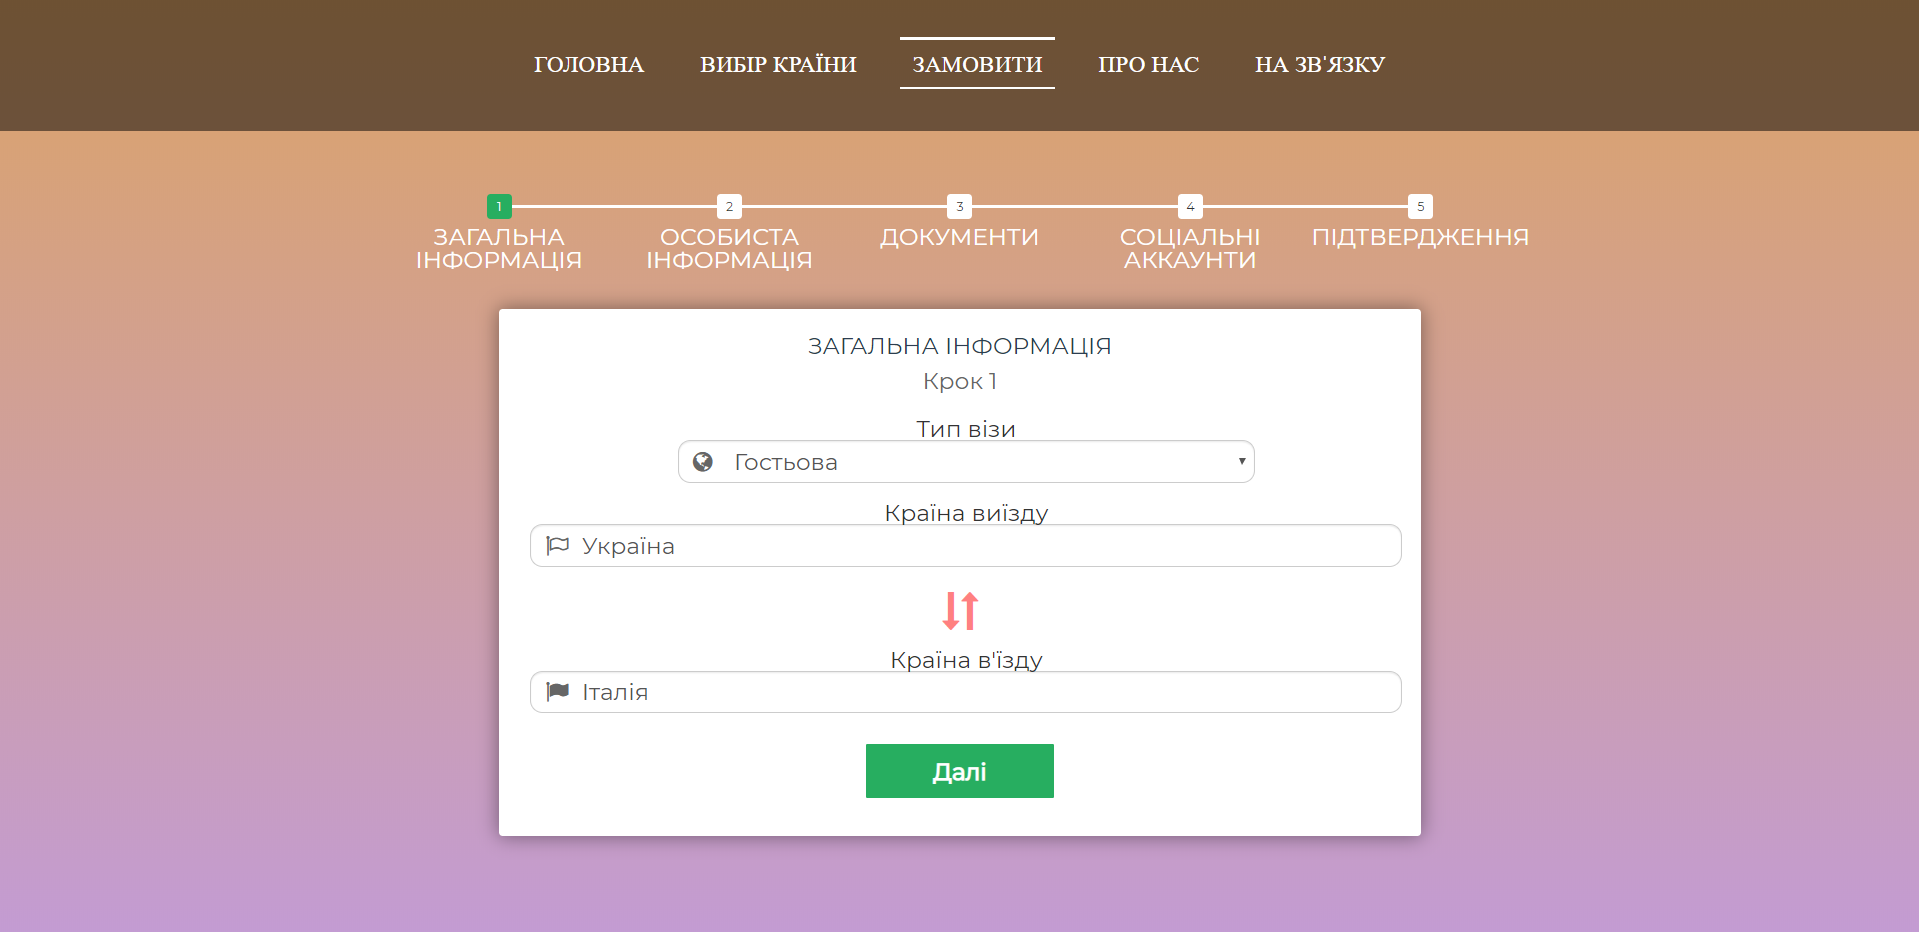 ГОЛОВНА ВИБІР КРАЇНИ ЗАМОВИТИ ПРО НАС НА ЗВ'ЯЗКУ
1 2 3 4 5
ЗАГАЛЬНА ІНФОРМАЦІЯ
ОСОБИСТА ІНФОРМАЦІЯ
ДОКУМЕНТИ
СОЦІАЛЬНІ АККАУНТИ
ПІДТВЕРДЖЕННЯ
ЗАГАЛЬНА ІНФОРМАЦІЯ
Крок 1
Тип візи
Гостьова
Країна виїзду
Україна
Країна в'їзду
Італія
Далі